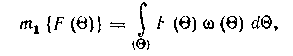 m₁ {F (Θ)} = ∫ F (Θ) ω (Θ) dΘ,
(Θ)